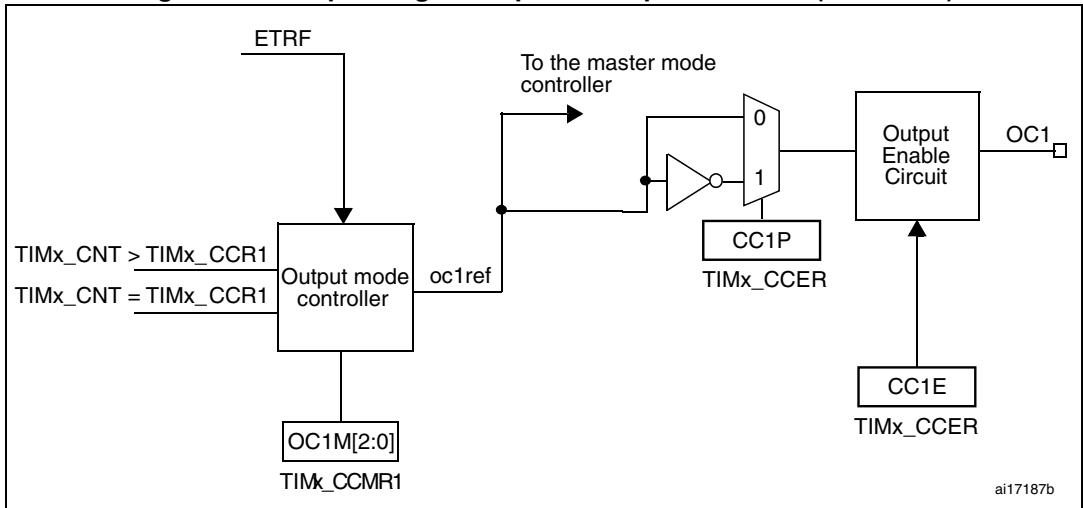 ETRF
To the master mode
controller
0
1
Output
Enable
Circuit
OC1
CC1P
TIMx_CCER
TIMx_CNT > TIMx_CCR1
TIMx_CNT = TIMx_CCR1
Output mode
controller
oc1ref
CC1E
TIMx_CCER
OC1M[2:0]
TIMx_CCMR1
ai17187b